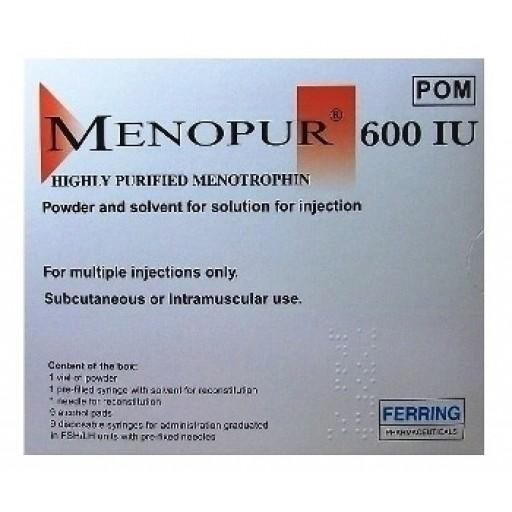 POM
MENOPUR® 600 IU
HIGHLY PURIFIED MENOTROPHIN
Powder and solvent for solution for injection
For multiple injections only.
Subcutaneous or intramuscular use.
Content of the box:
1 vial of powder
1 pre-filled syringe with solvent for reconstitution
1 needle for reconstitution
9 alcohol pads
9 disposable syringes for administration graduated
in FSH/LH units with pre-fixed needles
FERRING
PHARMACEUTICALS